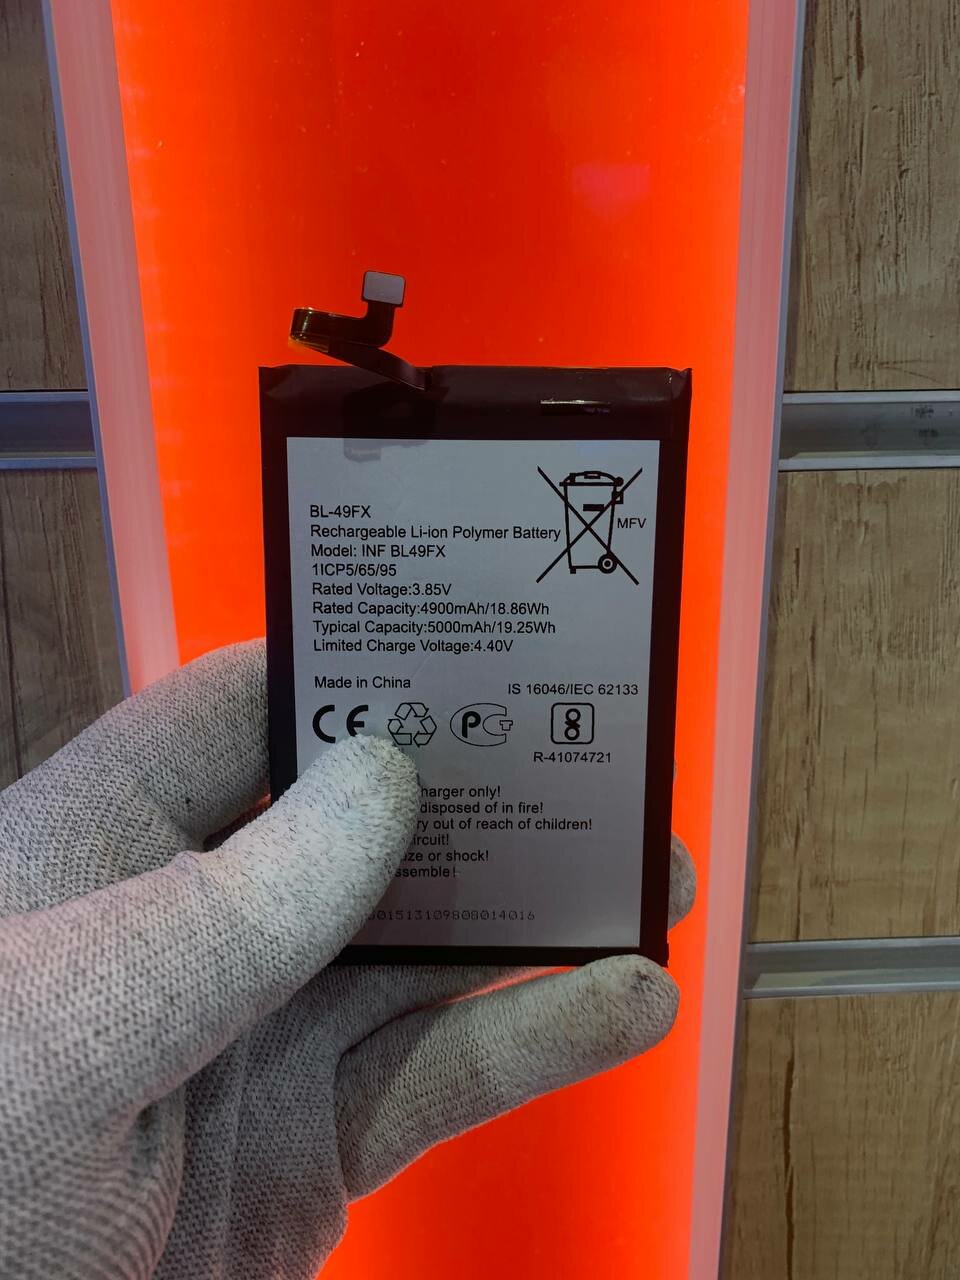 BL-49FX
Rechargeable Li-ion Polymer Battery
Model: INF BL49FX
1ICP5/65/95
Rated Voltage:3.85V
Rated Capacity:4900mAh/18.86Wh
Typical Capacity:5000mAh/19.25Wh
Limited Charge Voltage:4.40V
MFV
Made in China
IS 16046/IEC 62133
CE
РСТ
R-41074721
harger only!
disposed of in fire!
ry out of reach of children!
ircuit!
ze or shock!
ssemble!
01513109808014016